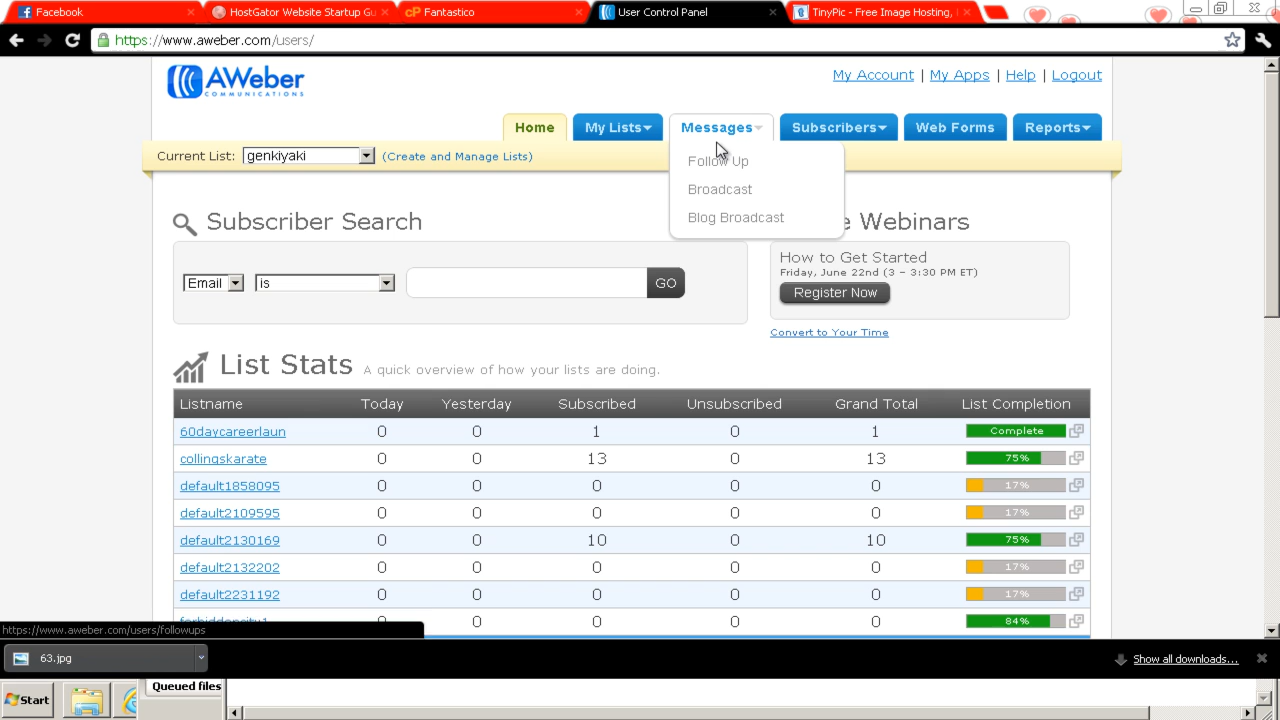 Facebook
HostGator Website Startup Gu
Fantastico
User Control Panel
TinyPic - Free Image Hosting,
https://www.aweber.com/users/
AWeber
COMMUNICATIONS
My Account | My Apps | Help | Logout
Home
My Lists
Messages
Subscribers
Web Forms
Reports
Current List:
genkiyaki
(Create and Manage Lists)
Follow Up
Broadcast
Blog Broadcast
Subscriber Search
Webinars
Email
is
GO
How to Get Started
Friday, June 22nd (3 – 3:30 PM ET)
Register Now
Convert to Your Time
List Stats A quick overview of how your lists are doing.
Listname Today Yesterday Subscribed Unsubscribed Grand Total List Completion
60daycareerlaun 0 0 1 0 1 Complete
collingskarate 0 0 13 0 13 75%
default1858095 0 0 0 0 0 17%
default2109595 0 0 0 0 0 17%
default2130169 0 0 10 0 10 75%
default2132202 0 0 0 0 0 17%
default2231192 0 0 0 0 0 17%
84%
https://www.aweber.com/users/followups
63.jpg
Show all downloads...
Start
Queued files